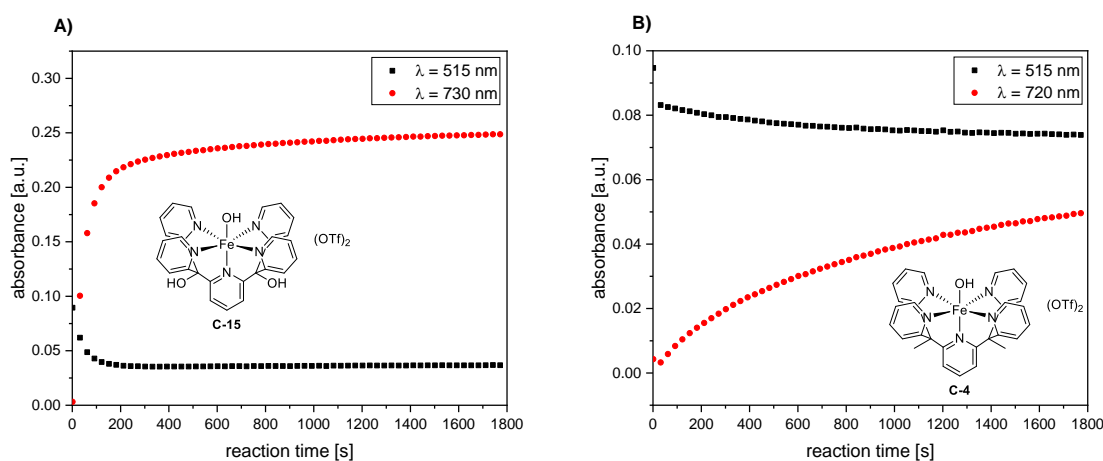 A)
λ = 515 nm
λ = 730 nm
absorbance [a.u.]
0.30
0.25
0.20
0.15
0.10
0.05
0.00
OH
N N
Fe
N N
N
HO OH
(OTf)2
C-15
0 200 400 600 800 1000 1200 1400 1600 1800
reaction time [s]
B)
λ = 515 nm
λ = 720 nm
absorbance [a.u.]
0.10
0.08
0.06
0.04
0.02
0.00
OH
N N
Fe
N N
N
(OTf)2
C-4
0 200 400 600 800 1000 1200 1400 1600 1800
reaction time [s]